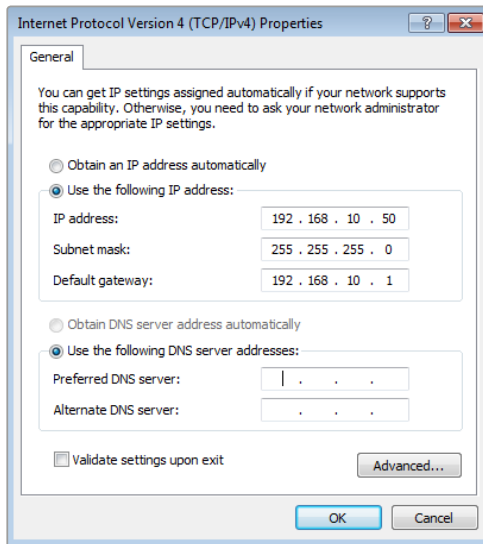 Internet Protocol Version 4 (TCP/IPv4) Properties
General
You can get IP settings assigned automatically if your network supports
this capability. Otherwise, you need to ask your network administrator
for the appropriate IP settings.
Obtain an IP address automatically
Use the following IP address:
IP address: 192 . 168 . 10 . 50
Subnet mask: 255 . 255 . 255 . 0
Default gateway: 192 . 168 . 10 . 1
Obtain DNS server address automatically
Use the following DNS server addresses:
Preferred DNS server: . . .
Alternate DNS server: . . .
Validate settings upon exit
Advanced...
OK Cancel